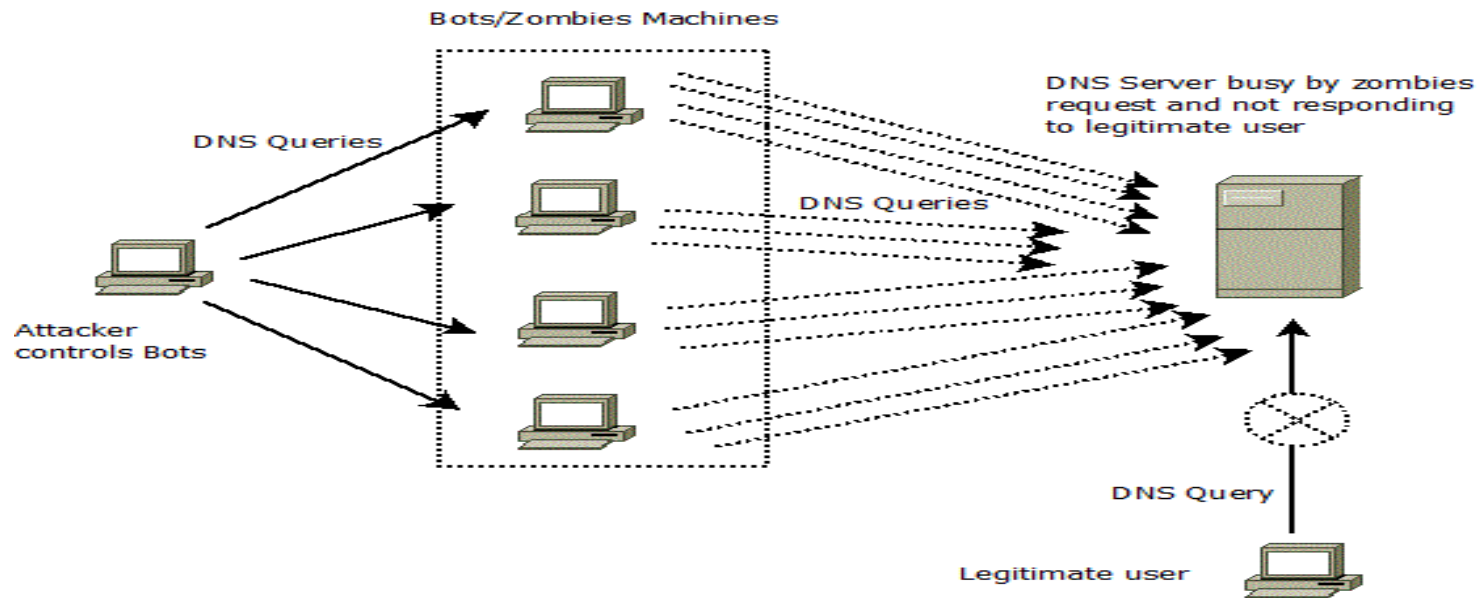 Bots/Zombies Machines
DNS Server busy by zombies
request and not responding
to legitimate user
DNS Queries
DNS Queries
Attacker
controls Bots
DNS Query
Legitimate user